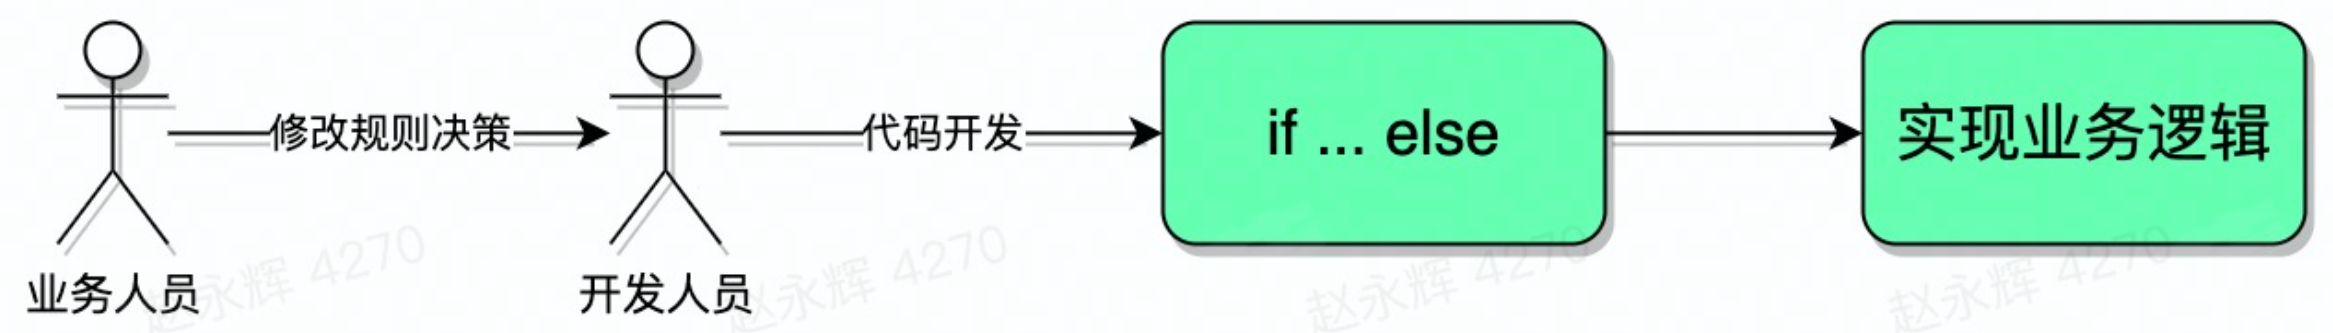 修改规则决策
代码开发
if ... else
实现业务逻辑
业务人员
开发人员
赵永辉 4270
赵永辉 4270
赵永辉 4270
赵永辉 4270